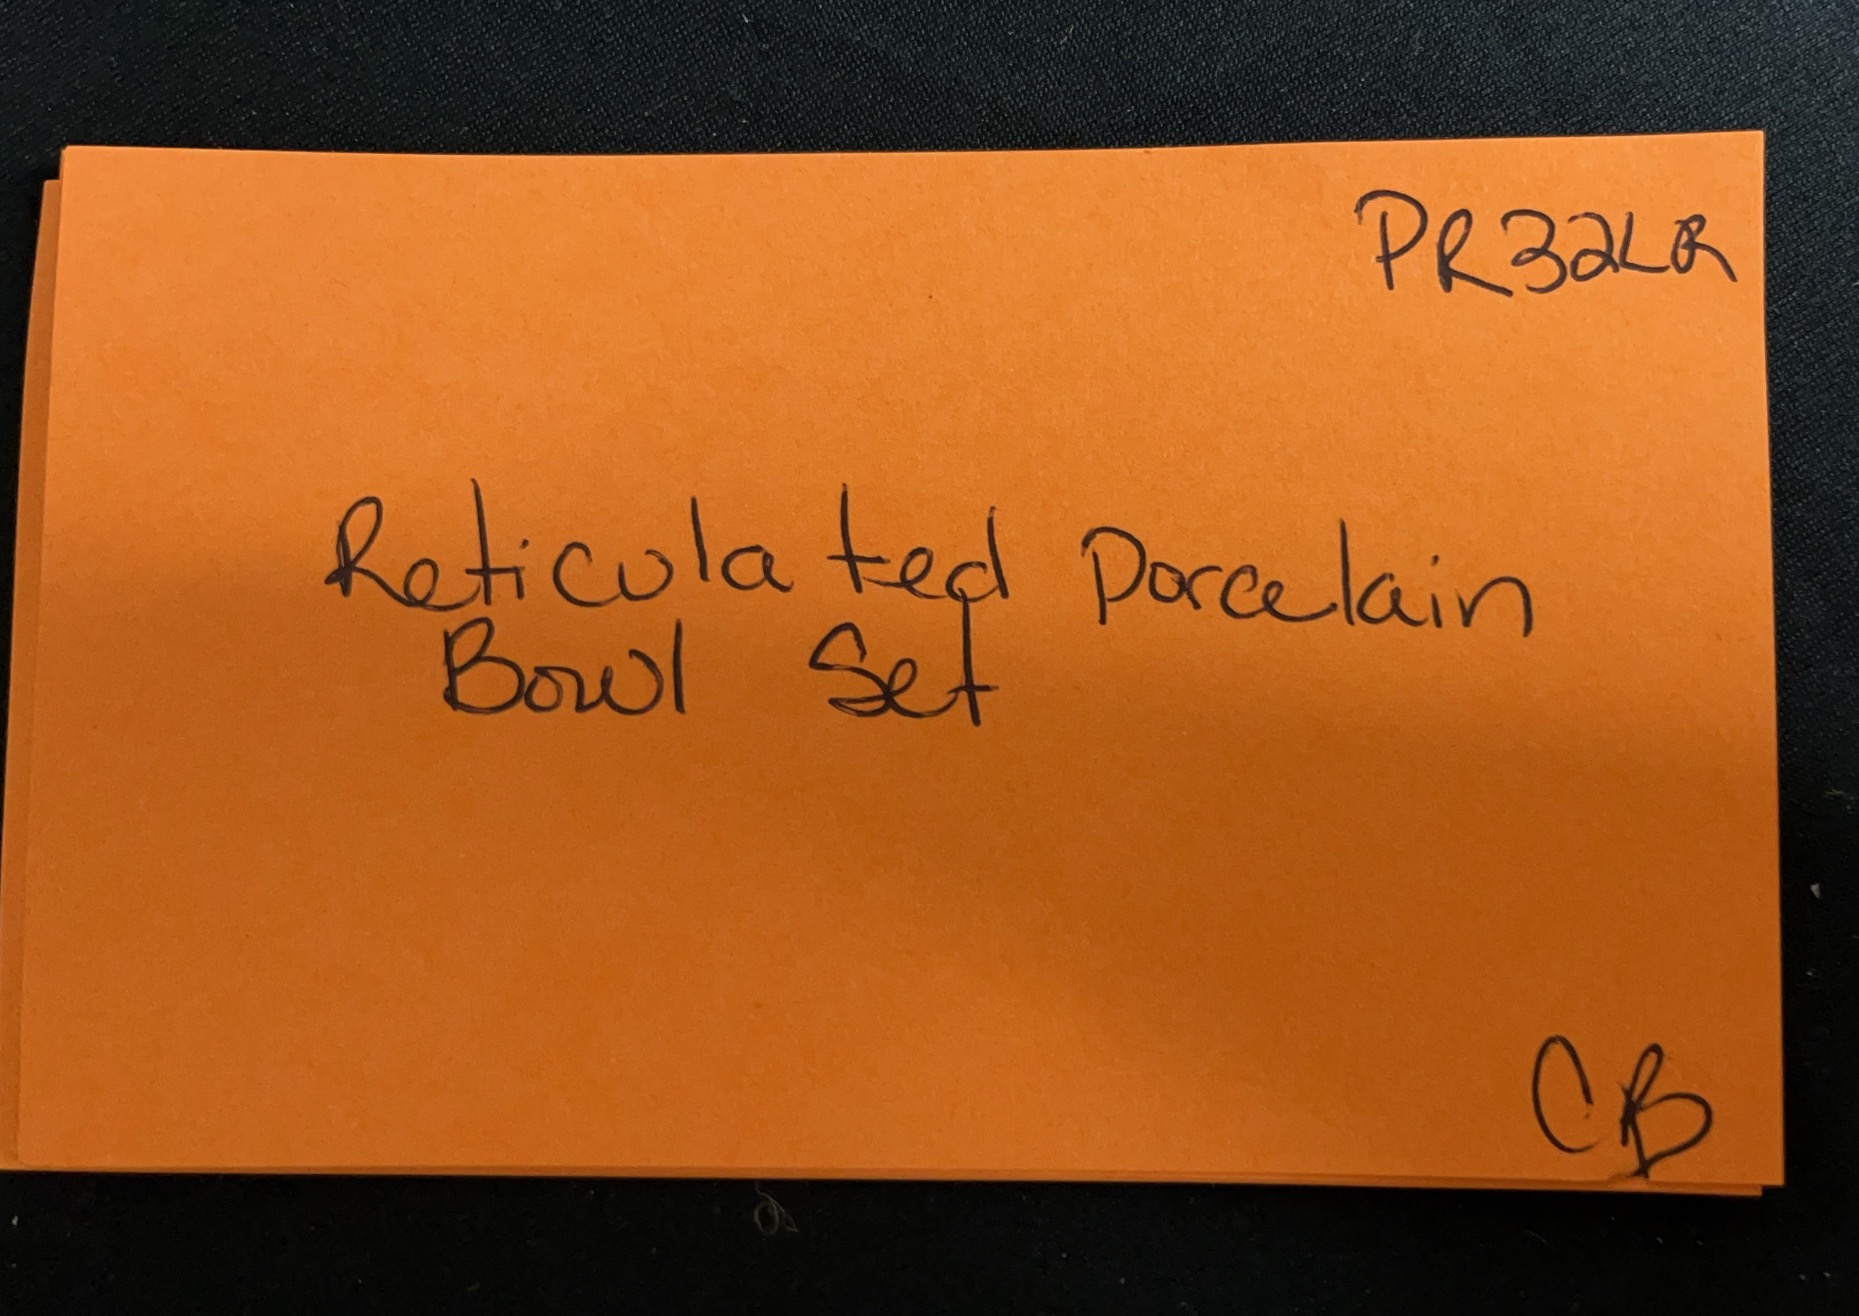 PR32LR
Reticulated Porcelain
Bowl Set
CB